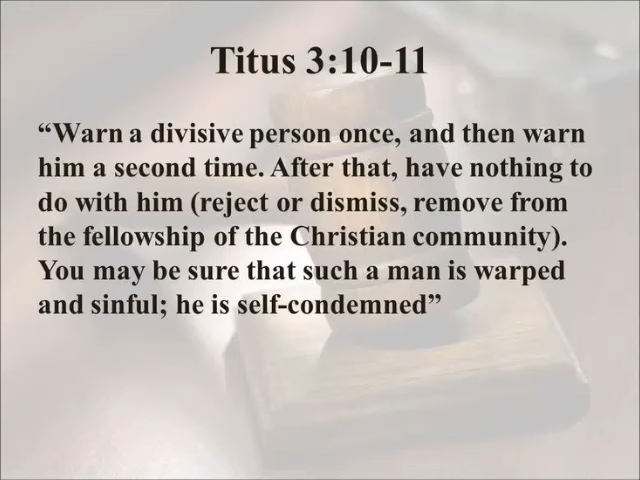 Titus 3:10-11
“Warn a divisive person once, and then warn
him a second time. After that, have nothing to
do with him (reject or dismiss, remove from
the fellowship of the Christian community).
You may be sure that such a man is warped
and sinful; he is self-condemned”